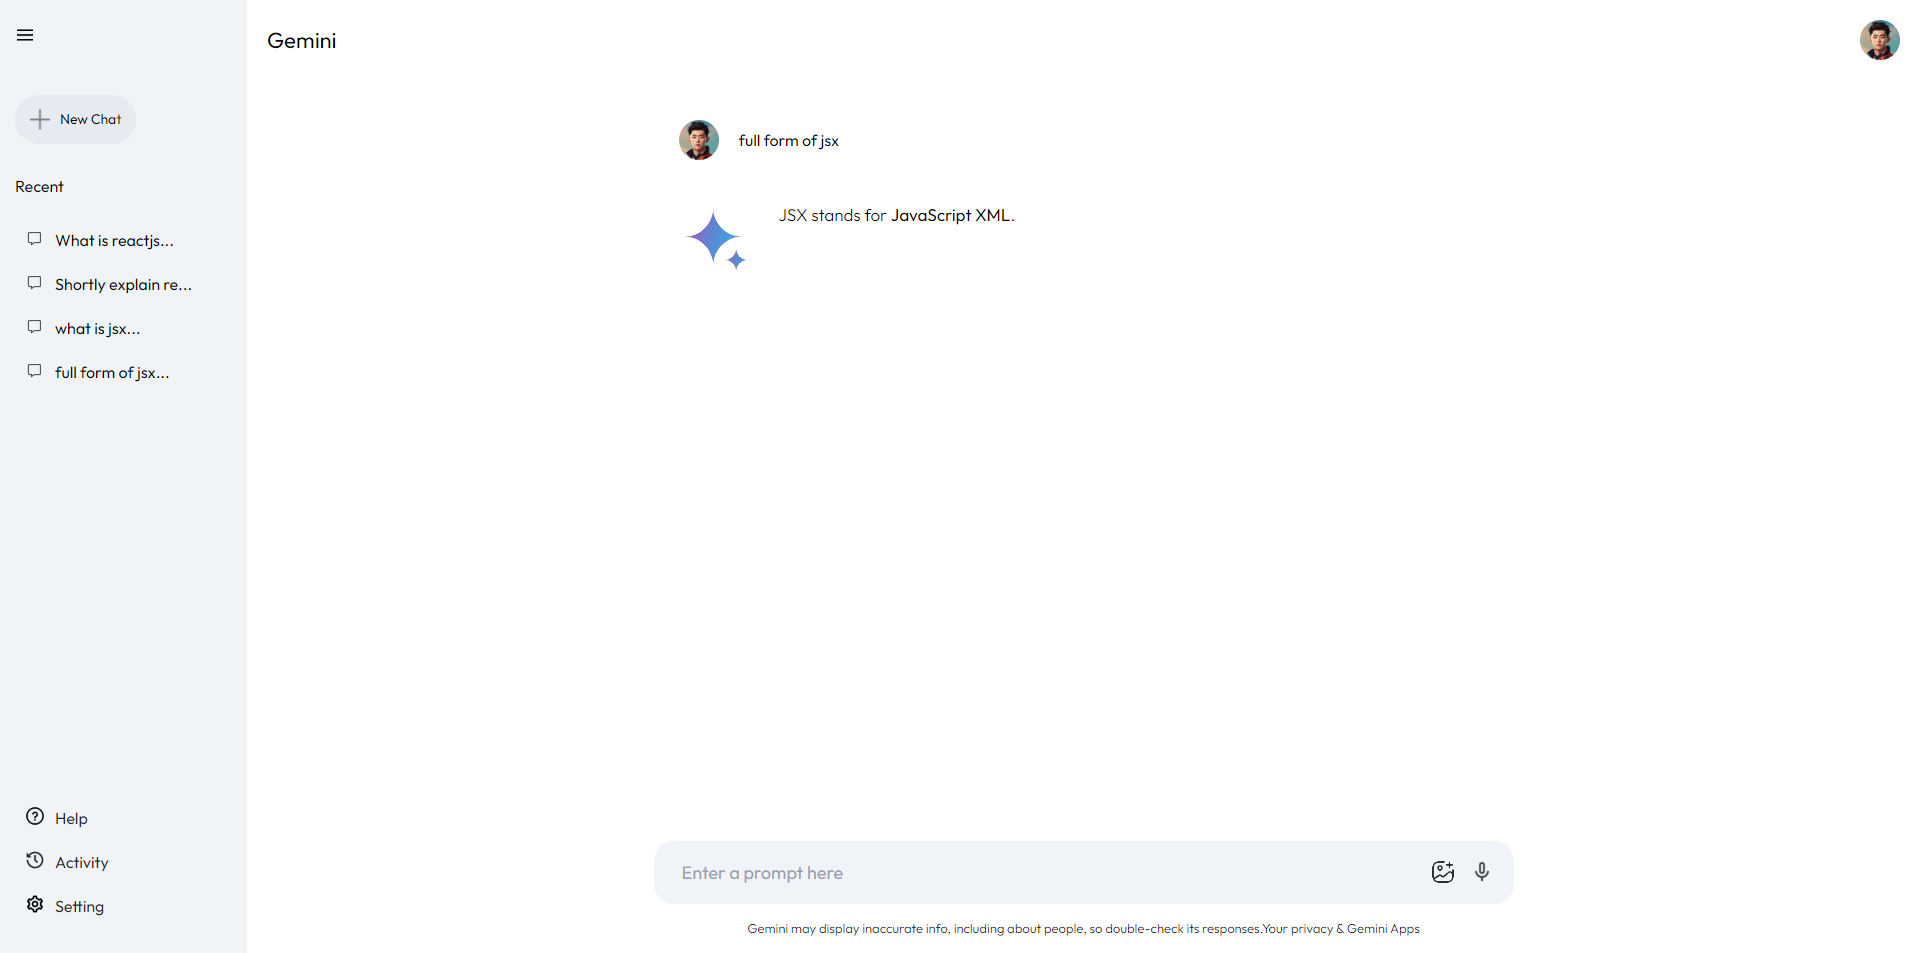 Gemini
New Chat
Recent
What is reactjs...
Shortly explain re...
what is jsx...
full form of jsx...
Help
Activity
Setting
full form of jsx
JSX stands for JavaScript XML.
Enter a prompt here
Gemini may display inaccurate info, including about people, so double-check its responses.Your privacy & Gemini Apps